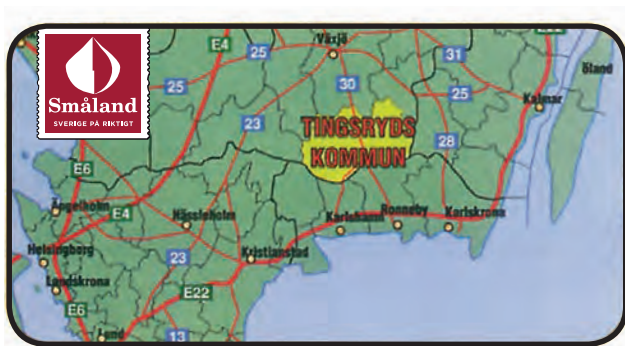 Småland
SVERIGE PÅ RIKTIGT
Växjö
E4
25
31
öland
25
30
25
Kalmar
23
TINGSRYDS
KOMMUN
28
E6
Ängelholm
E4
Hässleholm
Karlshamn
Ronneby
Karlskrona
Helsingborg
23
Kristianstad
Landskrona
E22
E6
Lund
13